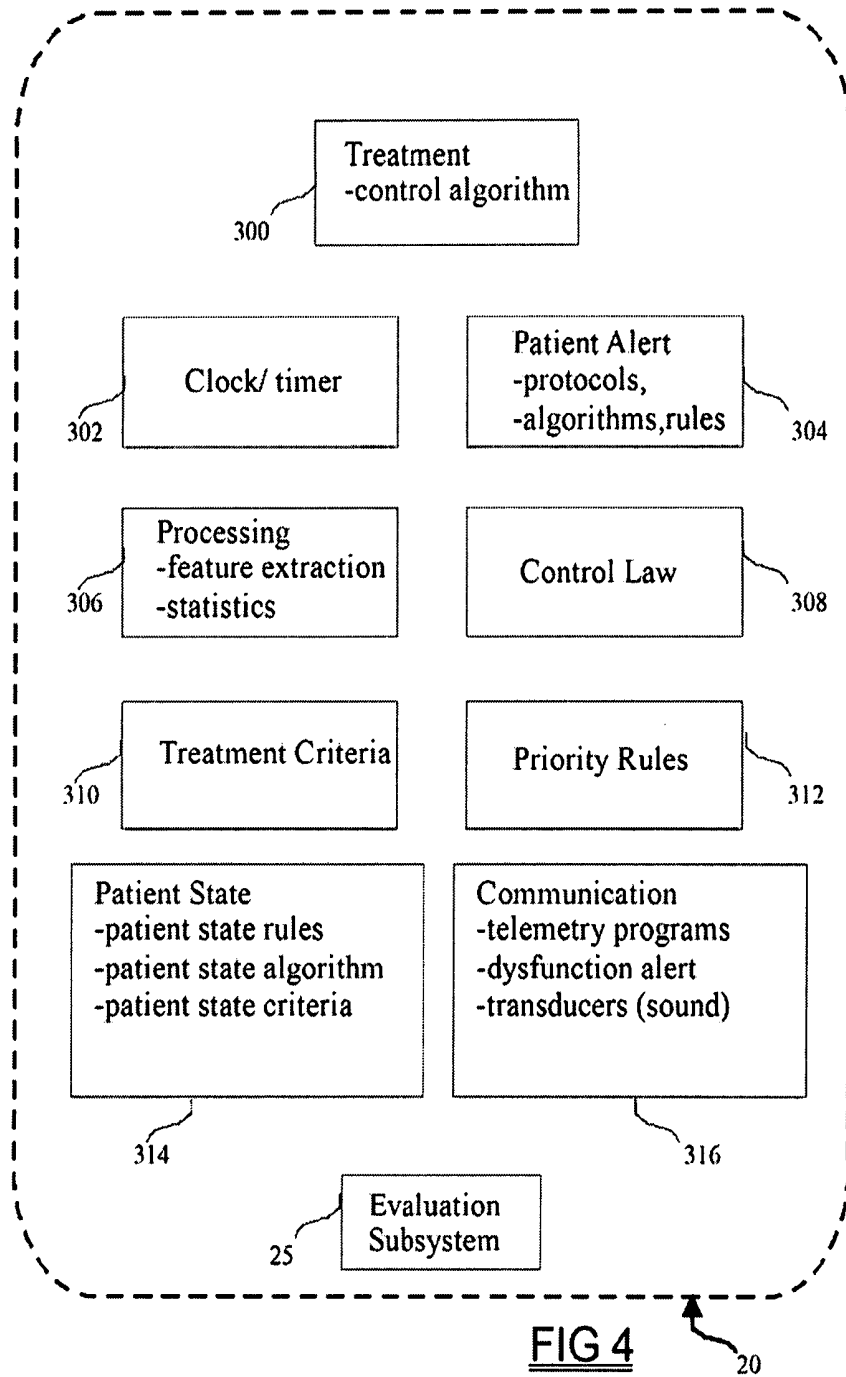 Treatment
-control algorithm
300
Clock/ timer
302
Patient Alert
-protocols,
-algorithms,rules
304
Processing
-feature extraction
-statistics
306
Control Law
308
Treatment Criteria
310
Priority Rules
312
Patient State
-patient state rules
-patient state algorithm
-patient state criteria
314
Communication
-telemetry programs
-dysfunction alert
-transducers (sound)
316
Evaluation
Subsystem
25
FIG 4
20